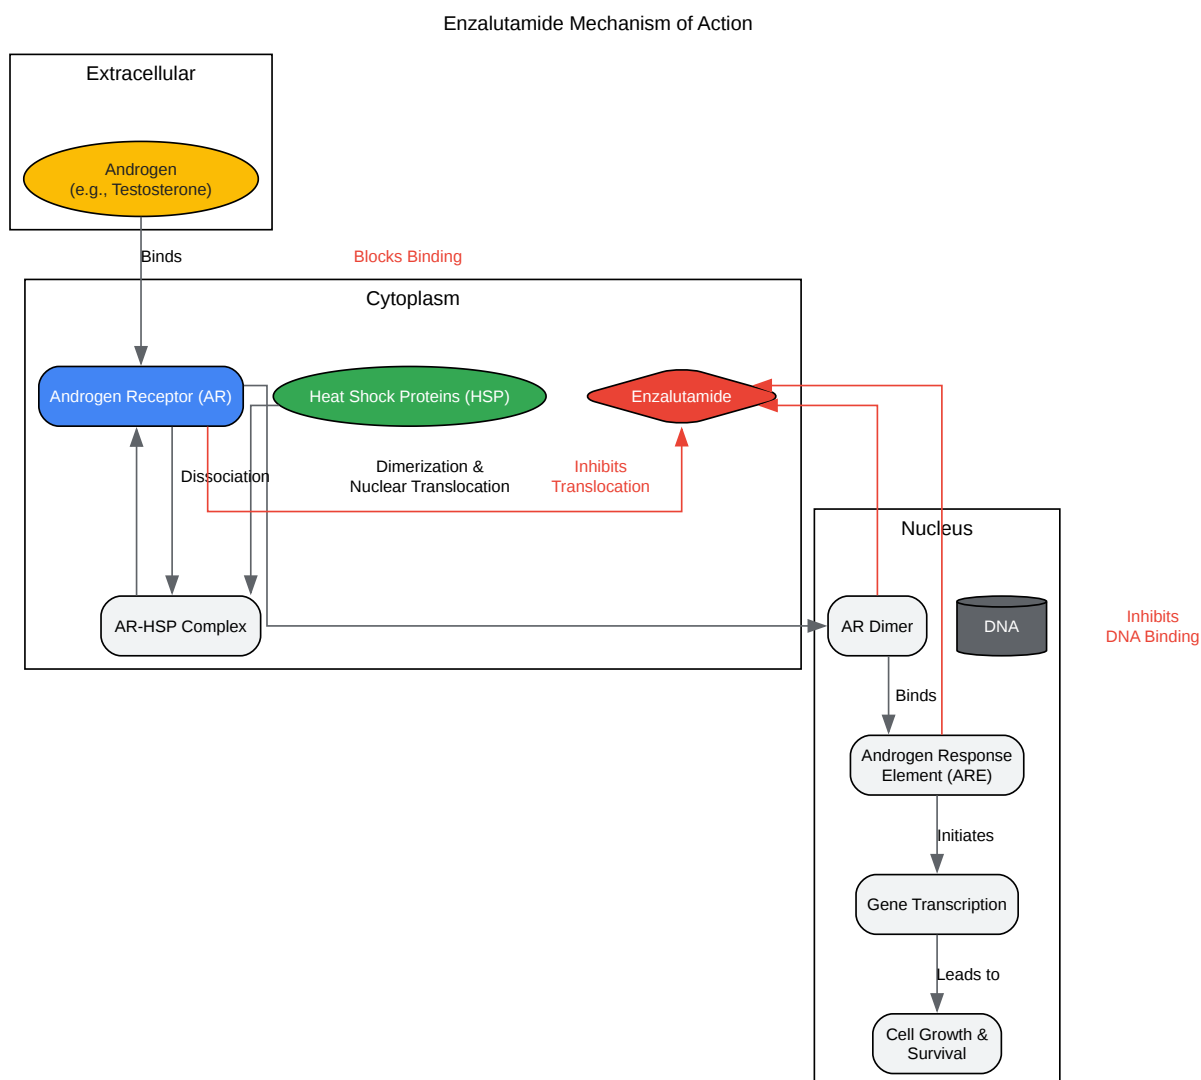 Enzalutamide Mechanism of Action
Extracellular
Androgen
(e.g., Testosterone)
Binds
Blocks Binding
Cytoplasm
Androgen Receptor (AR)
Heat Shock Proteins (HSP)
Enzalutamide
Dissociation
Dimerization &
Nuclear Translocation
Inhibits
Translocation
Nucleus
AR-HSP Complex
AR Dimer
DNA
Inhibits
DNA Binding
Binds
Androgen Response
Element (ARE)
Initiates
Gene Transcription
Leads to
Cell Growth &
Survival